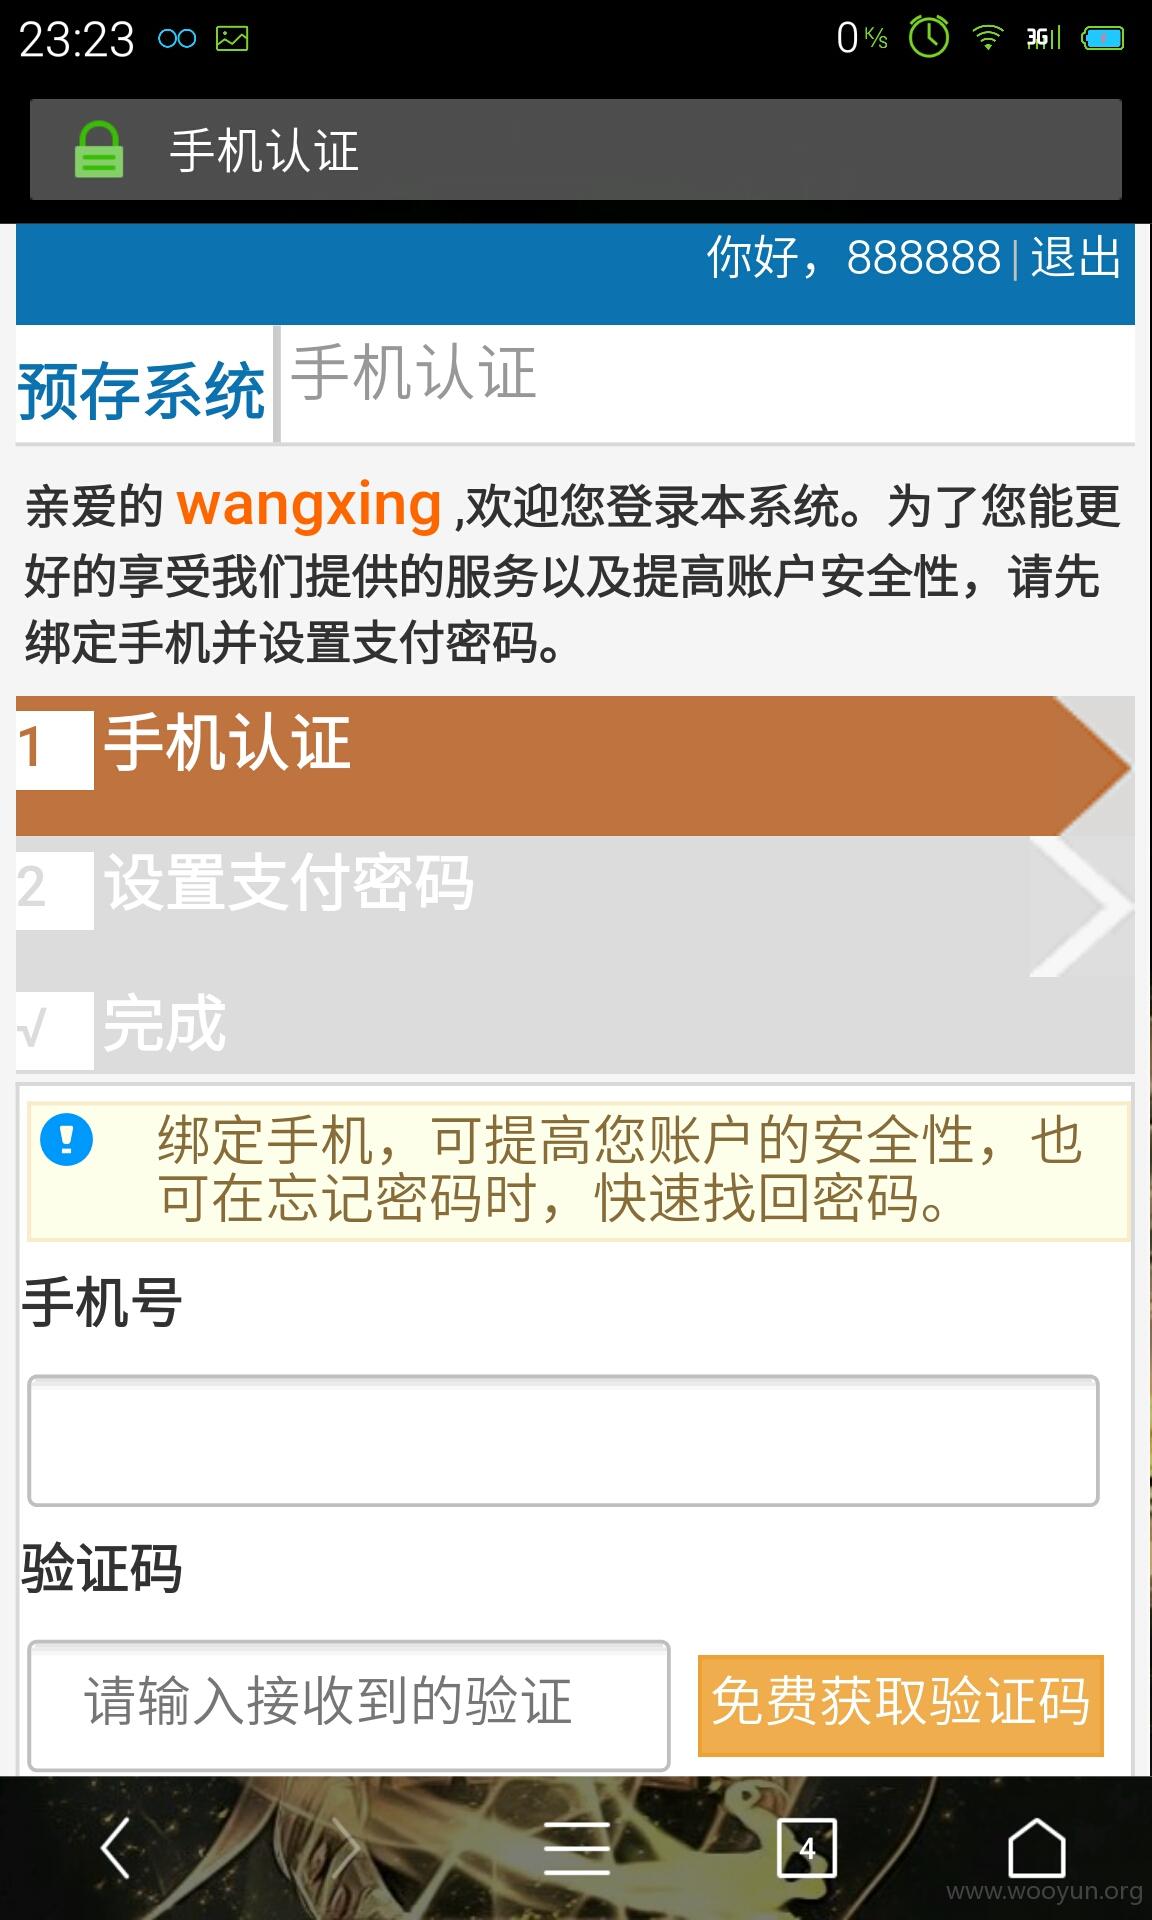 23:23
0 K/s
3G
手机认证
你好，888888 | 退出
预存系统
手机认证
亲爱的 wangxing ,欢迎您登录本系统。为了您能更
好的享受我们提供的服务以及提高账户安全性，请先
绑定手机并设置支付密码。
1 手机认证
2 设置支付密码
√ 完成
绑定手机，可提高您账户的安全性，也
可在忘记密码时，快速找回密码。
手机号
验证码
请输入接收到的验证
免费获取验证码
4
www.wooyun.org